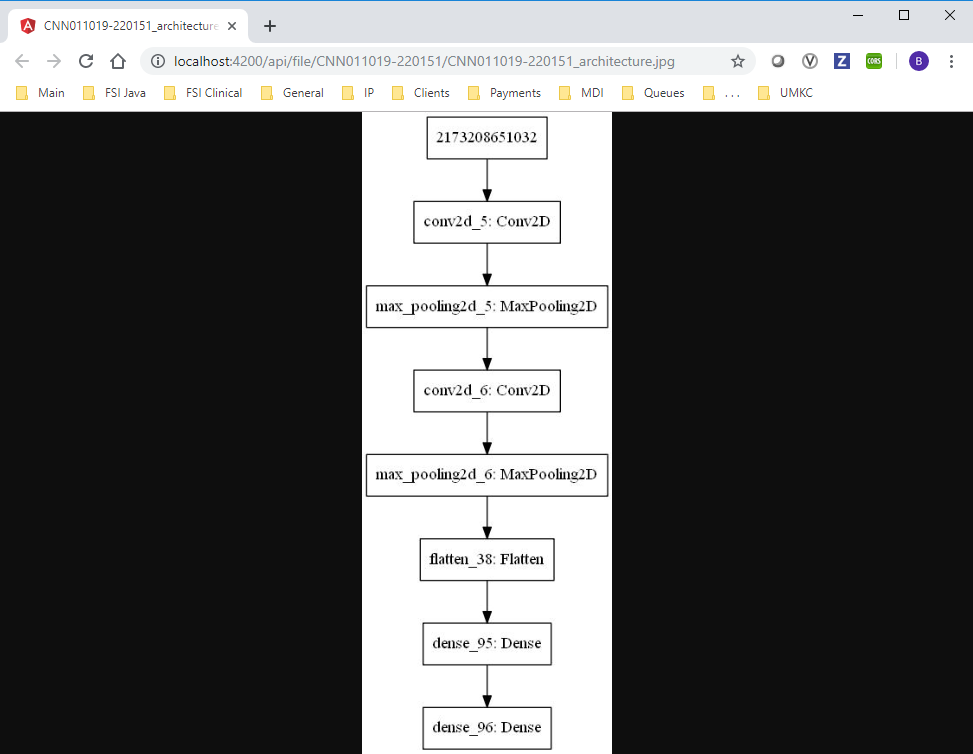 CNN011019-220151_architecture
localhost:4200/api/file/CNN011019-220151/CNN011019-220151_architecture.jpg
V Z CORS B
Main FSI Java FSI Clinical General IP Clients Payments MDI Queues ... UMKC
2173208651032
conv2d_5: Conv2D
max_pooling2d_5: MaxPooling2D
conv2d_6: Conv2D
max_pooling2d_6: MaxPooling2D
flatten_38: Flatten
dense_95: Dense
dense_96: Dense